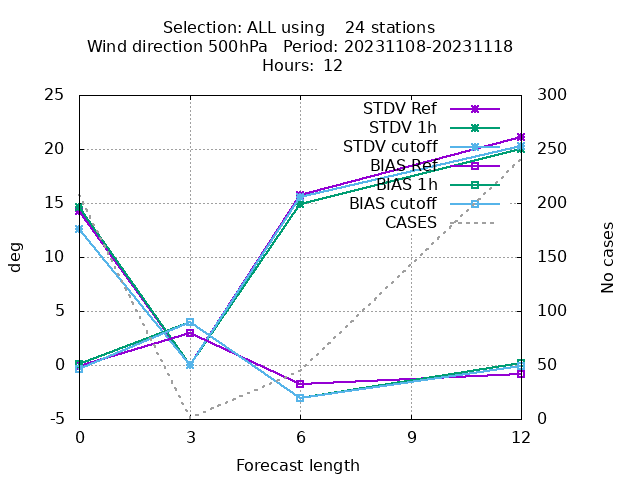 Selection: ALL using    24 stations
Wind direction 500hPa   Period: 20231108-20231118
Hours:  12
25
20
15
10
5
0
-5
300
250
200
150
100
50
0
0
3
6
9
12
deg
No cases
Forecast length
STDV Ref
STDV 1h
STDV cutoff
BIAS Ref
BIAS 1h
BIAS cutoff
CASES